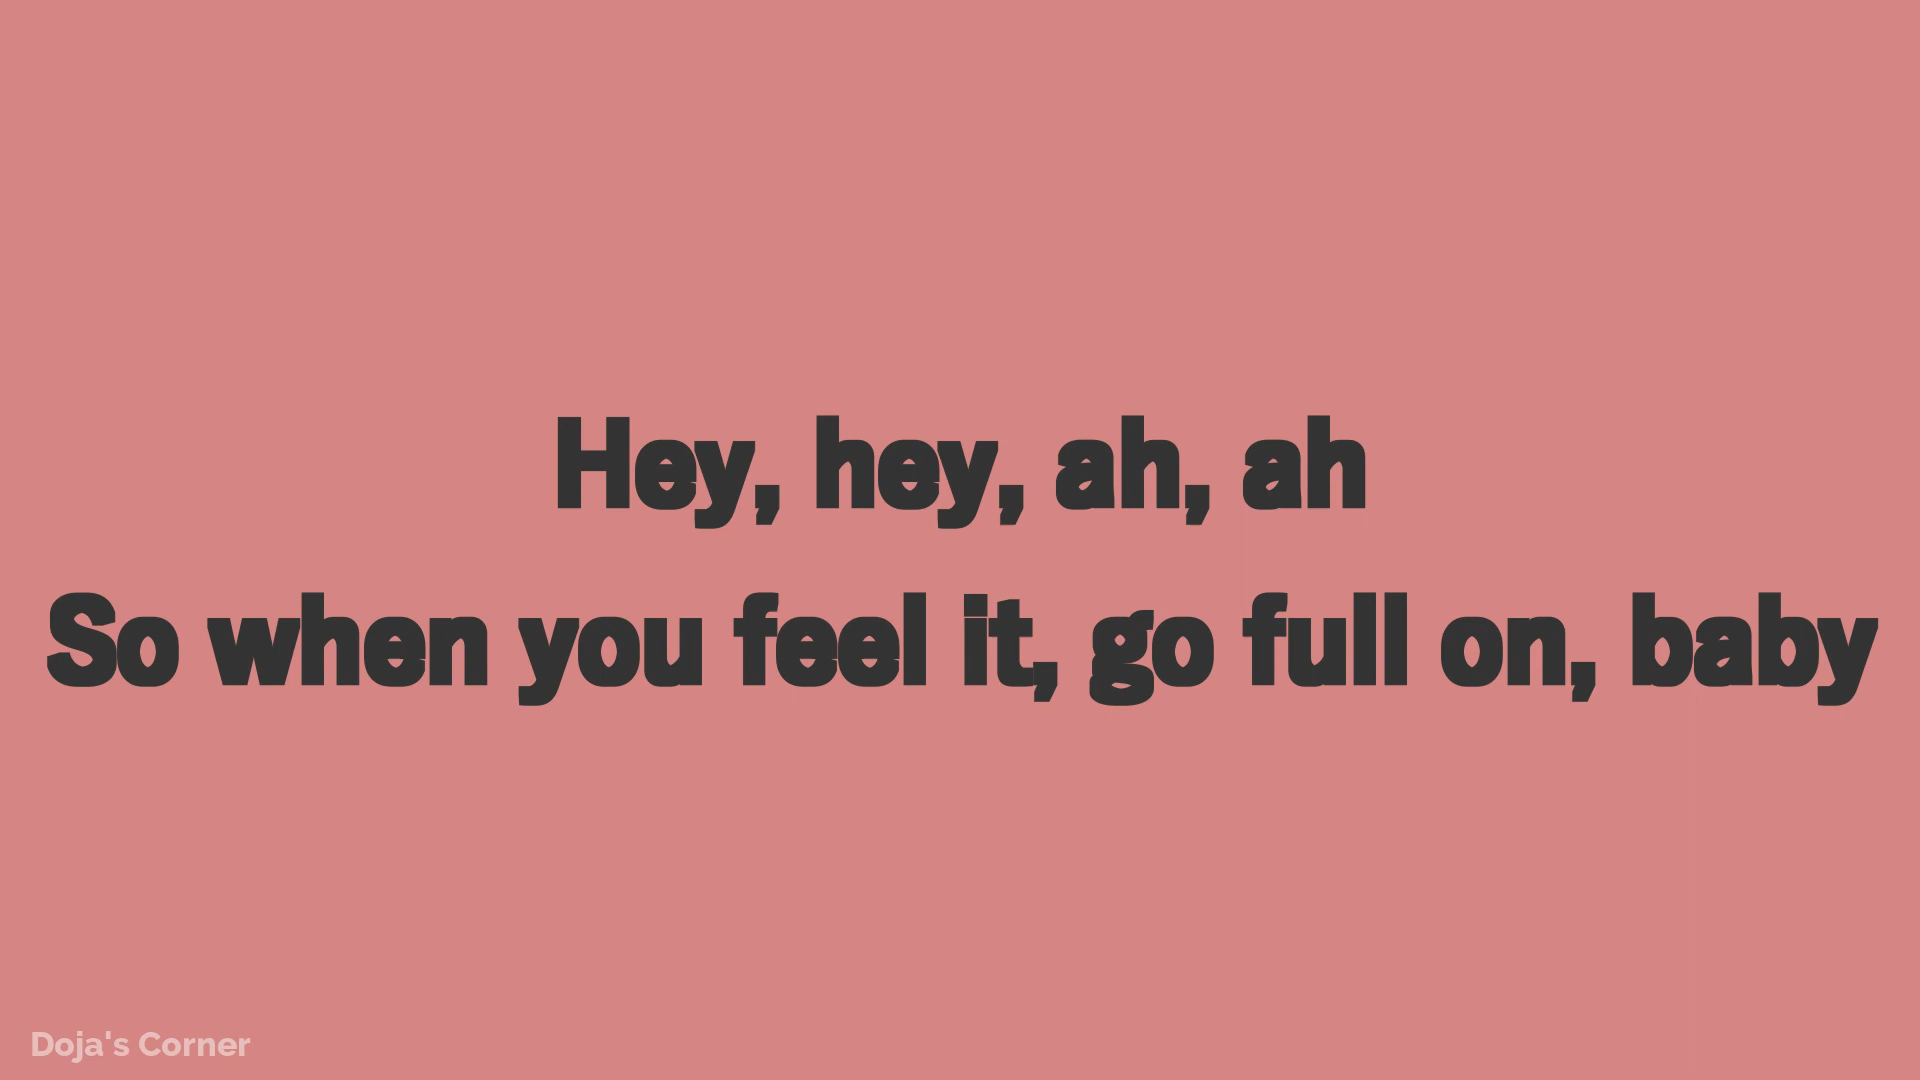 Hey, hey, ah, ah
So when you feel it, go full on, baby
Doja's Corner